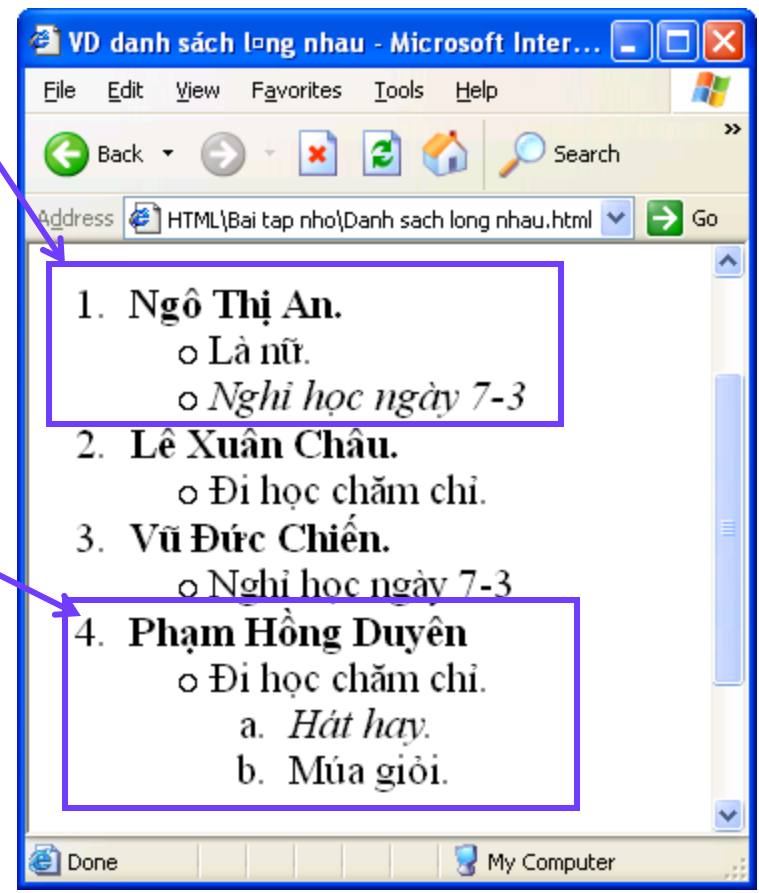 VD danh sách l¤ng nhau - Microsoft Inter...
File Edit View Favorites Tools Help
Back Search »
Address HTML\Bai tap nho\Danh sach long nhau.html Go
1. Ngô Thị An.
o Là nữ.
o Nghỉ học ngày 7-3
2. Lê Xuân Châu.
o Đi học chăm chỉ.
3. Vũ Đức Chiến.
o Nghỉ học ngày 7-3
4. Phạm Hồng Duyên
o Đi học chăm chỉ.
a. Hát hay.
b. Múa giỏi.
Done My Computer